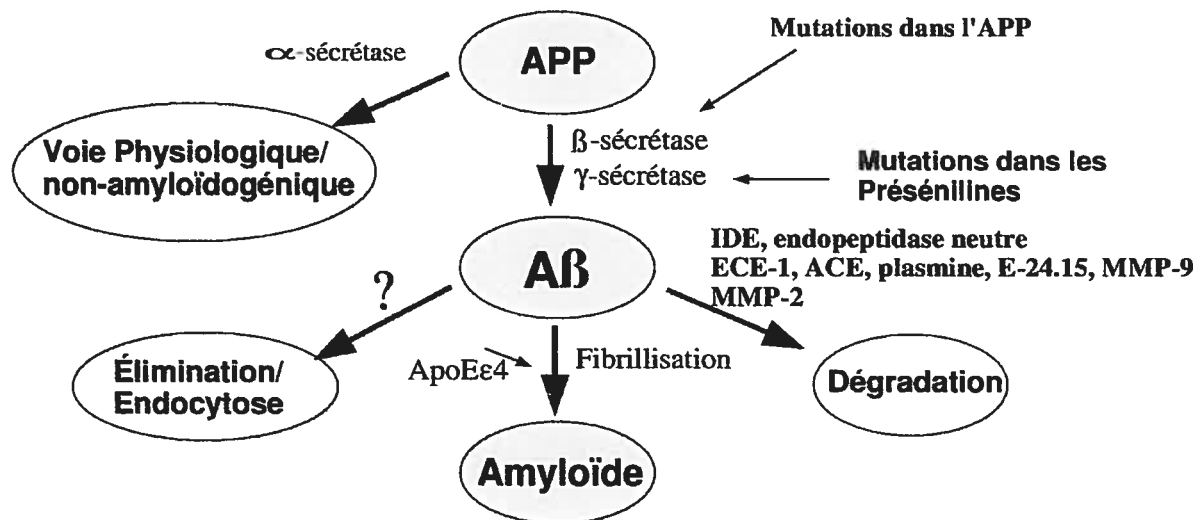 Mutations dans l'APP
α-sécrétase
APP
Voie Physiologique/
non-amyloïdogénique
ß-sécrétase
γ-sécrétase
Mutations dans les
Présénilines
IDE, endopeptidase neutre
ECE-1, ACE, plasmine, E-24.15, MMP-9
MMP-2
Aß
?
ApoEε4
Fibrillisation
Élimination/
Endocytose
Dégradation
Amyloïde